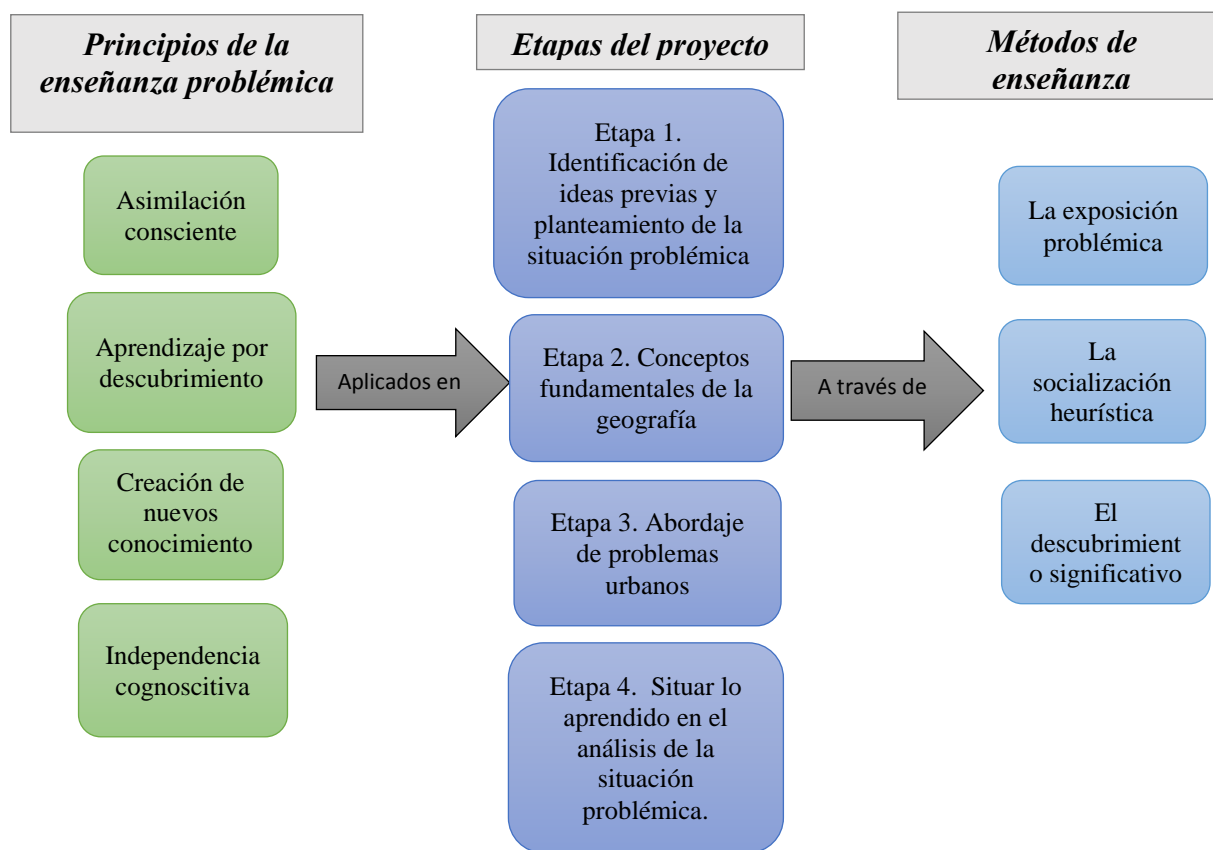 Principios de la
enseñanza problémica
Asimilación
consciente
Aprendizaje por
descubrimiento
Creación de
nuevos
conocimiento
Independencia
cognoscitiva
Aplicados en
Etapas del proyecto
Etapa 1.
Identificación de
ideas previas y
planteamiento de la
situación problémica
Etapa 2. Conceptos
fundamentales de la
geografía
Etapa 3. Abordaje
de problemas
urbanos
Etapa 4.  Situar lo
aprendido en el
análisis de la
situación
problémica.
A través de
Métodos de
enseñanza
La exposición
problémica
La
socialización
heurística
El
descubrimient
o significativo